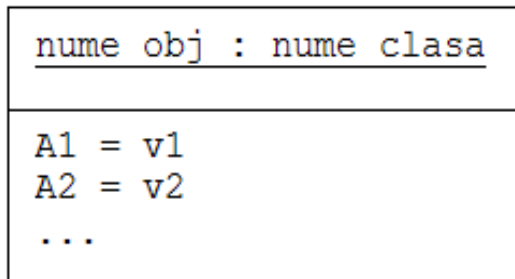 nume obj : nume clasa
A1 = v1
A2 = v2
...